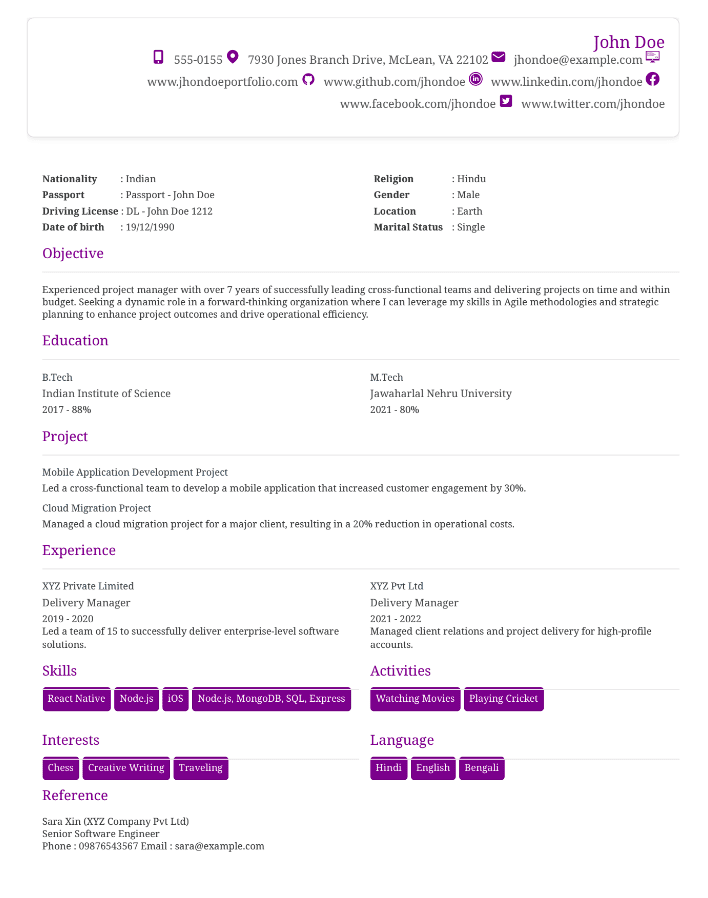 John Doe
555-0155 7930 Jones Branch Drive, McLean, VA 22102 jhondoe@example.com
www.jhondoeportfolio.com www.github.com/jhondoe www.linkedin.com/jhondoe
www.facebook.com/jhondoe www.twitter.com/jhondoe
Nationality : Indian
Passport : Passport - John Doe
Driving License : DL - John Doe 1212
Date of birth : 19/12/1990
Religion : Hindu
Gender : Male
Location : Earth
Marital Status : Single
Objective
Experienced project manager with over 7 years of successfully leading cross-functional teams and delivering projects on time and within
budget. Seeking a dynamic role in a forward-thinking organization where I can leverage my skills in Agile methodologies and strategic
planning to enhance project outcomes and drive operational efficiency.
Education
B.Tech
Indian Institute of Science
2017 - 88%
M.Tech
Jawaharlal Nehru University
2021 - 80%
Project
Mobile Application Development Project
Led a cross-functional team to develop a mobile application that increased customer engagement by 30%.
Cloud Migration Project
Managed a cloud migration project for a major client, resulting in a 20% reduction in operational costs.
Experience
XYZ Private Limited
Delivery Manager
2019 - 2020
Led a team of 15 to successfully deliver enterprise-level software
solutions.
XYZ Pvt Ltd
Delivery Manager
2021 - 2022
Managed client relations and project delivery for high-profile
accounts.
Skills
React Native Node.js iOS Node.js, MongoDB, SQL, Express
Activities
Watching Movies Playing Cricket
Interests
Chess Creative Writing Traveling
Language
Hindi English Bengali
Reference
Sara Xin (XYZ Company Pvt Ltd)
Senior Software Engineer
Phone : 09876543567 Email : sara@example.com